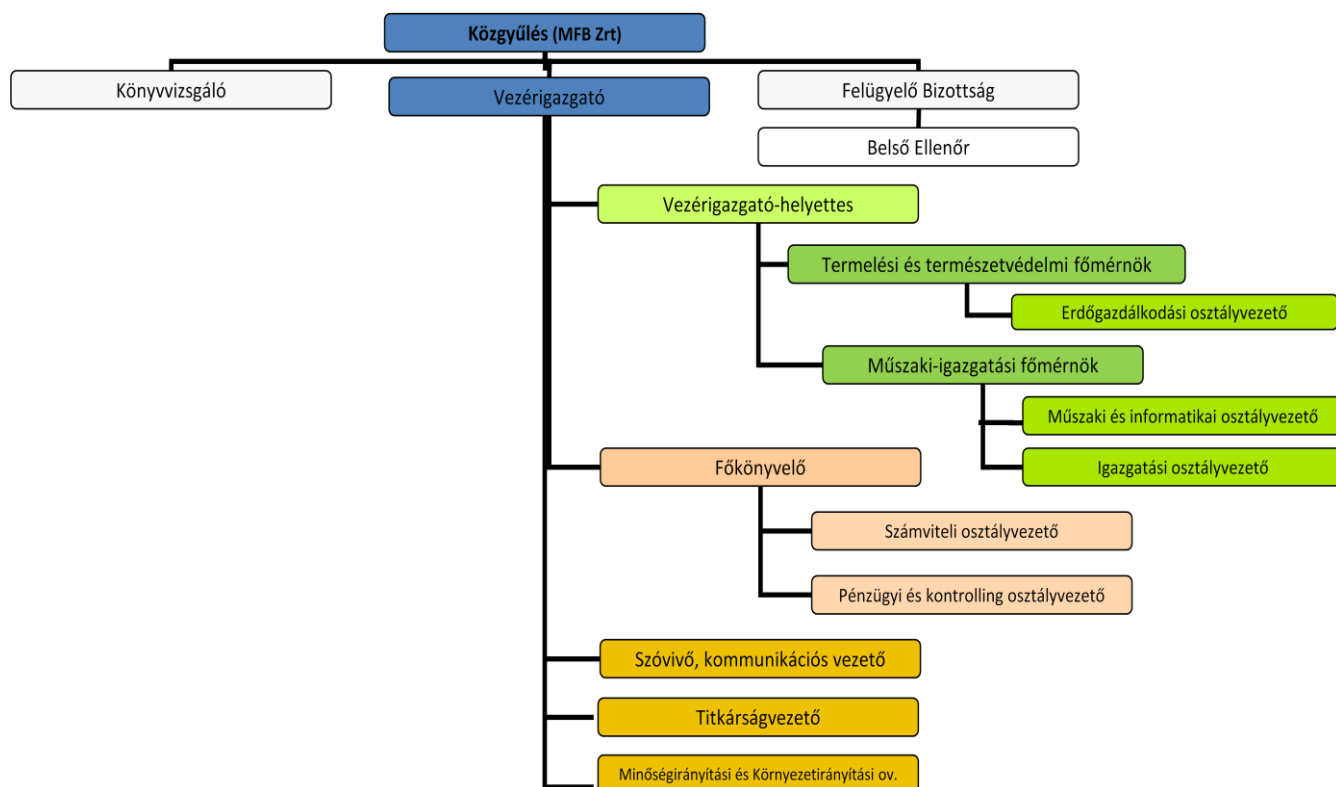 Közgyűlés (MFB Zrt)
Könyvvizsgáló
Vezérigazgató
Felügyelő Bizottság
Belső Ellenőr
Vezérigazgató-helyettes
Termelési és természetvédelmi főmérnök
Erdőgazdálkodási osztályvezető
Műszaki-igazgatási főmérnök
Műszaki és informatikai osztályvezető
Igazgatási osztályvezető
Főkönyvelő
Számviteli osztályvezető
Pénzügyi és kontrolling osztályvezető
Szóvivő, kommunikációs vezető
Titkárságvezető
Minőségirányítási és Környezetirányítási ov.